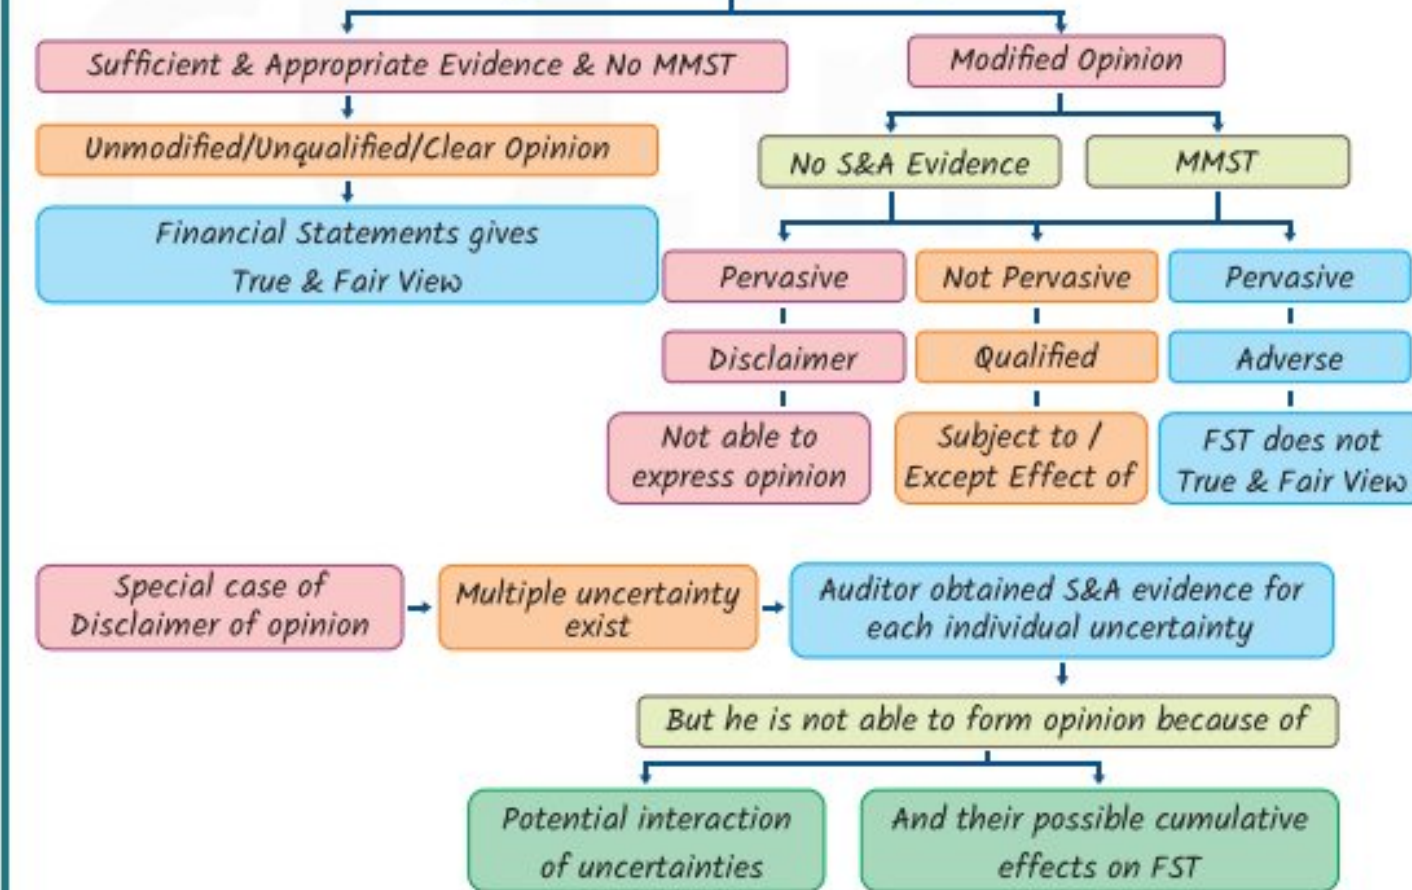 Sufficient & Appropriate Evidence & No MMST
Modified Opinion
Unmodified/Unqualified/Clear Opinion
No S&A Evidence
MMST
Financial Statements gives
True & Fair View
Pervasive
Not Pervasive
Pervasive
Disclaimer
Qualified
Adverse
Not able to
express opinion
Subject to /
Except Effect of
FST does not
True & Fair View
Special case of
Disclaimer of opinion
Multiple uncertainty
exist
Auditor obtained S&A evidence for
each individual uncertainty
But he is not able to form opinion because of
Potential interaction
of uncertainties
And their possible cumulative
effects on FST